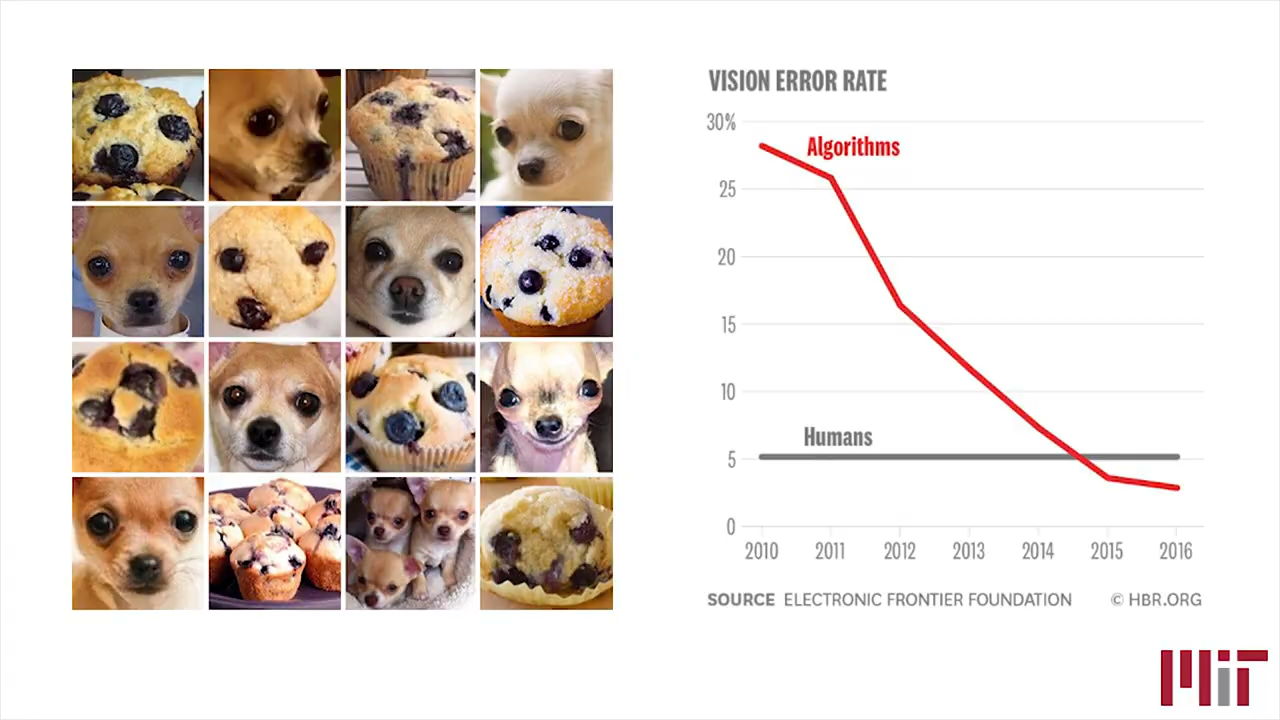 VISION ERROR RATE
30%
Algorithms
25
20
15
10
Humans
5
0
2010 2011 2012 2013 2014 2015 2016
SOURCE ELECTRONIC FRONTIER FOUNDATION © HBR.ORG
MIT